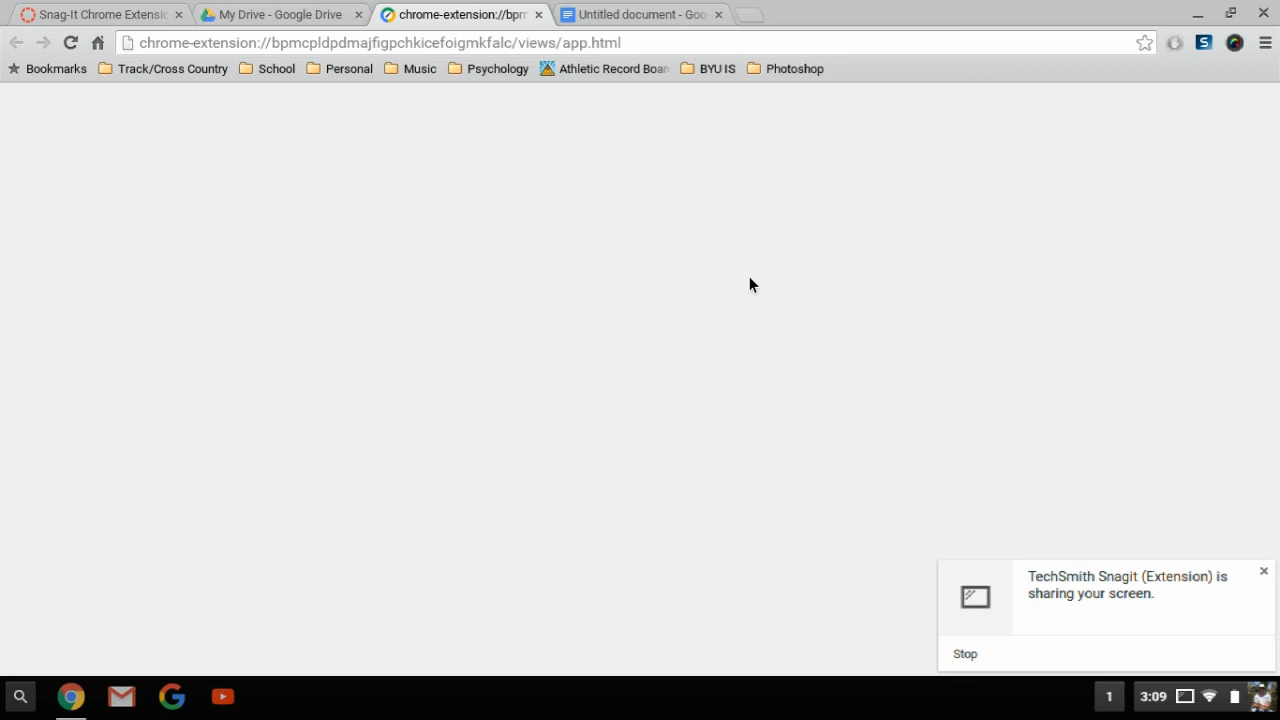 Snag-It Chrome Extensio
My Drive - Google Drive
chrome-extension://bpm
Untitled document - Goo
chrome-extension://bpmcpldpdmajfigpchkicefoigmkfalc/views/app.html
S
Bookmarks
Track/Cross Country
School
Personal
Music
Psychology
Athletic Record Boar
BYU IS
Photoshop
TechSmith Snagit (Extension) is
sharing your screen.
Stop
1
3:09